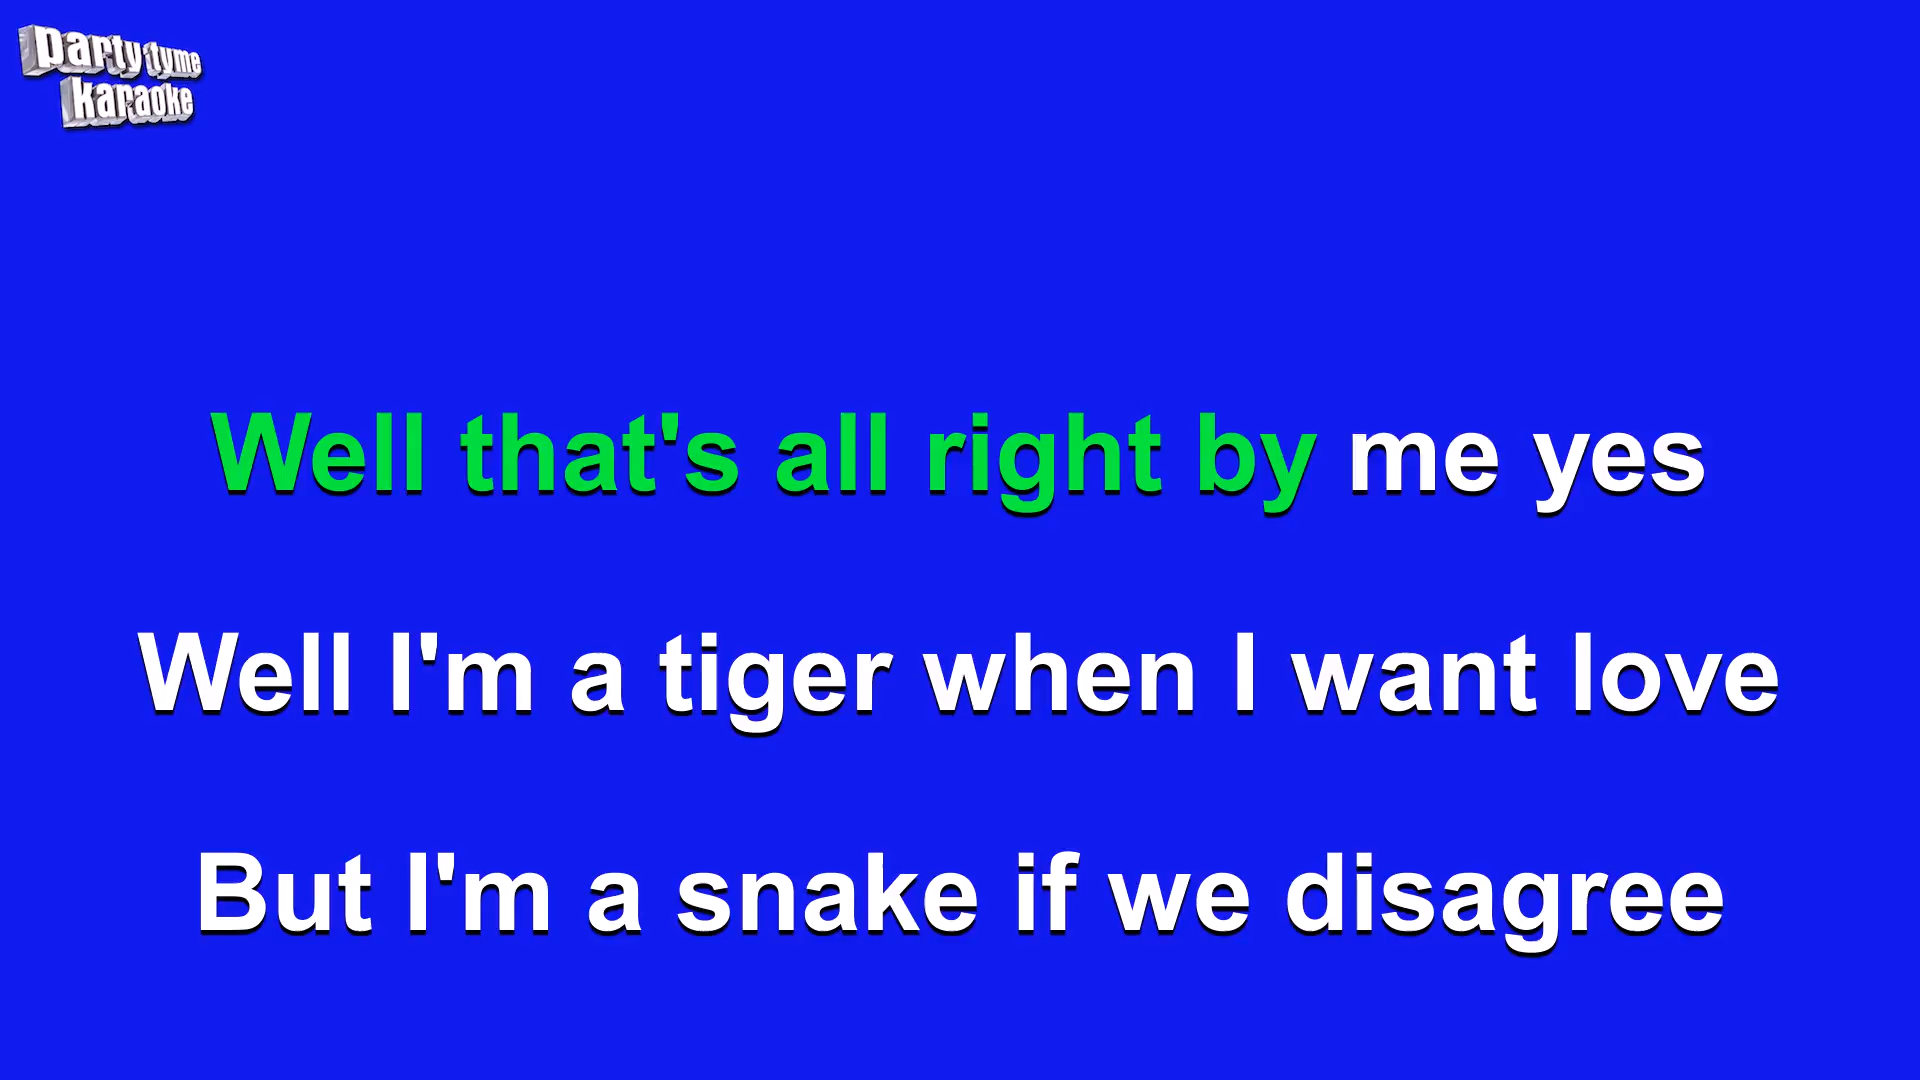 party tyme
karaoke
Well that's all right by me yes
Well I'm a tiger when I want love
But I'm a snake if we disagree